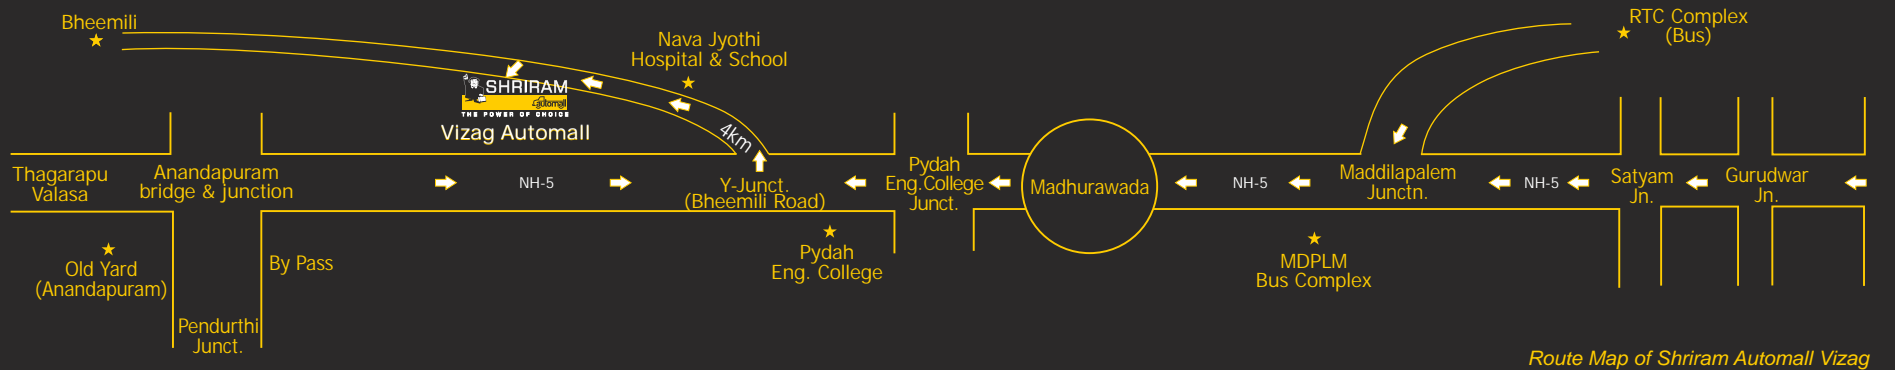 Bheemili
SHRIRAM
automall
THE POWER OF CHOICE
Vizag Automall
Nava Jyothi
Hospital & School
4km
RTC Complex
(Bus)
Thagarapu
Valasa
Anandapuram
bridge & junction
NH-5
Y-Junct.
(Bheemili Road)
Pydah
Eng.College
Junct.
Madhurawada
NH-5
Maddilapalem
Junctn.
NH-5
Satyam
Jn.
Gurudwar
Jn.
Old Yard
(Anandapuram)
By Pass
Pendurthi
Junct.
Pydah
Eng. College
MDPLM
Bus Complex
Route Map of Shriram Automall Vizag